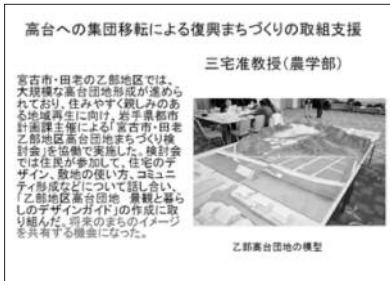 高台への集団移転による復興まちづくりの取組支援
三宅准教授(農学部)
宮古市・田老の乙部地区では、
大規模な高台団地形成が進めら
れており、住みやすく親しみのあ
る地域再生に向け、岩手県都市
計画課主催による「宮古市・田老
乙部地区高台団地まちづくり検
討会」を協働で実施した。検討会
では住民が参加して、住宅のデ
ザイン、敷地の使い方、コミュニ
ティ形成などについて話し合い、
「乙部地区高台団地　景観と暮ら
しのデザインガイド」の作成に取
り組んだ。将来のまちのイメージ
を共有する機会になった。
乙部高台団地の模型